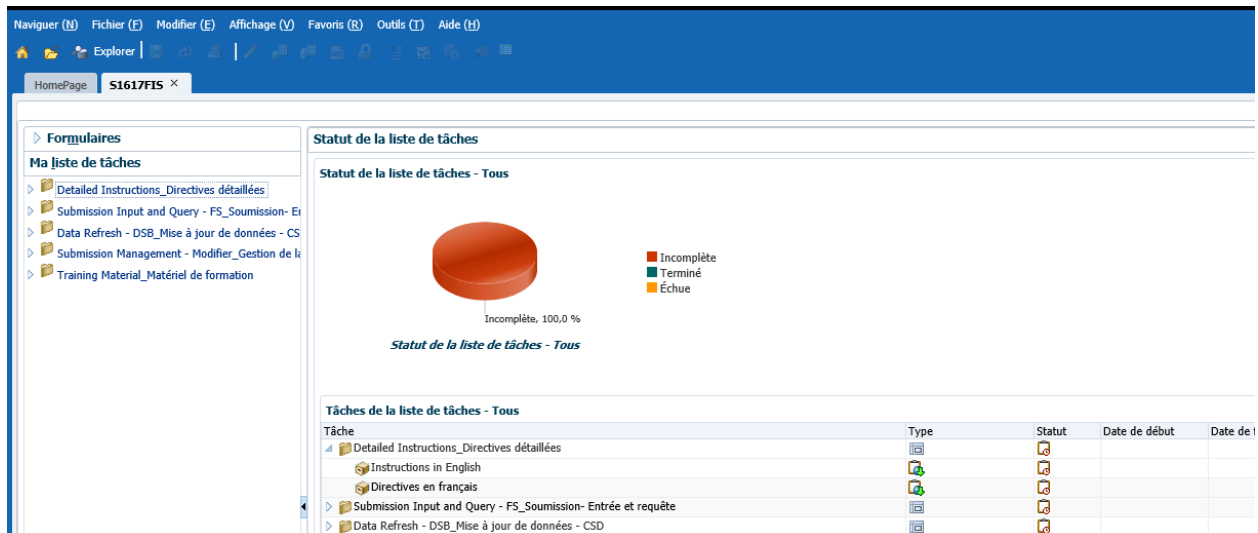 Naviguer (N) Fichier (F) Modifier (E) Affichage (V) Favoris (R) Outils (T) Aide (H)
Explorer
HomePage S1617FIS ×
Formulaires
Ma liste de tâches
Detailed Instructions_Directives détaillées
Submission Input and Query - FS_Soumission- En
Data Refresh - DSB_Mise à jour de données - CS
Submission Management - Modifier_Gestion de la
Training Material_Matériel de formation
Statut de la liste de tâches
Statut de la liste de tâches - Tous
Incomplète
Terminé
Échue
Incomplète, 100,0 %
Statut de la liste de tâches - Tous
Tâches de la liste de tâches - Tous
Tâche Type Statut Date de début Date de
Detailed Instructions_Directives détaillées
Instructions in English
Directives en français
Submission Input and Query - FS_Soumission- Entrée et requête
Data Refresh - DSB_Mise à jour de données - CSD